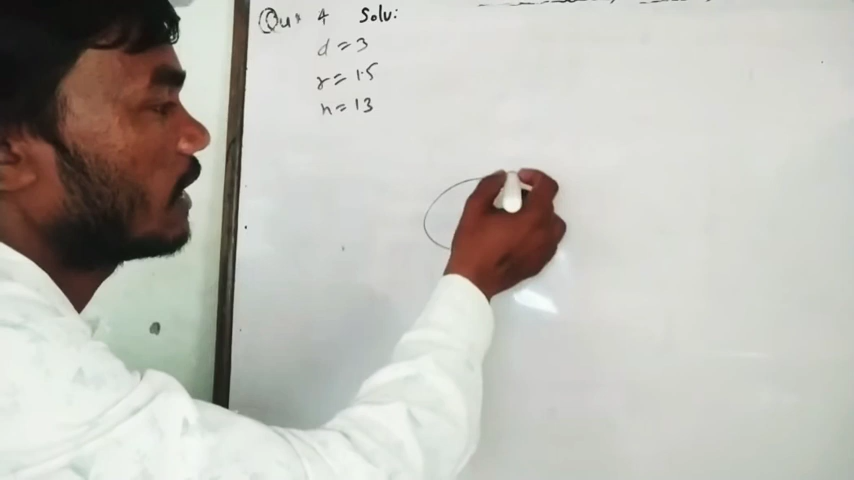 Qu: 4 Solu:
d = 3
r = 1.5
h = 13